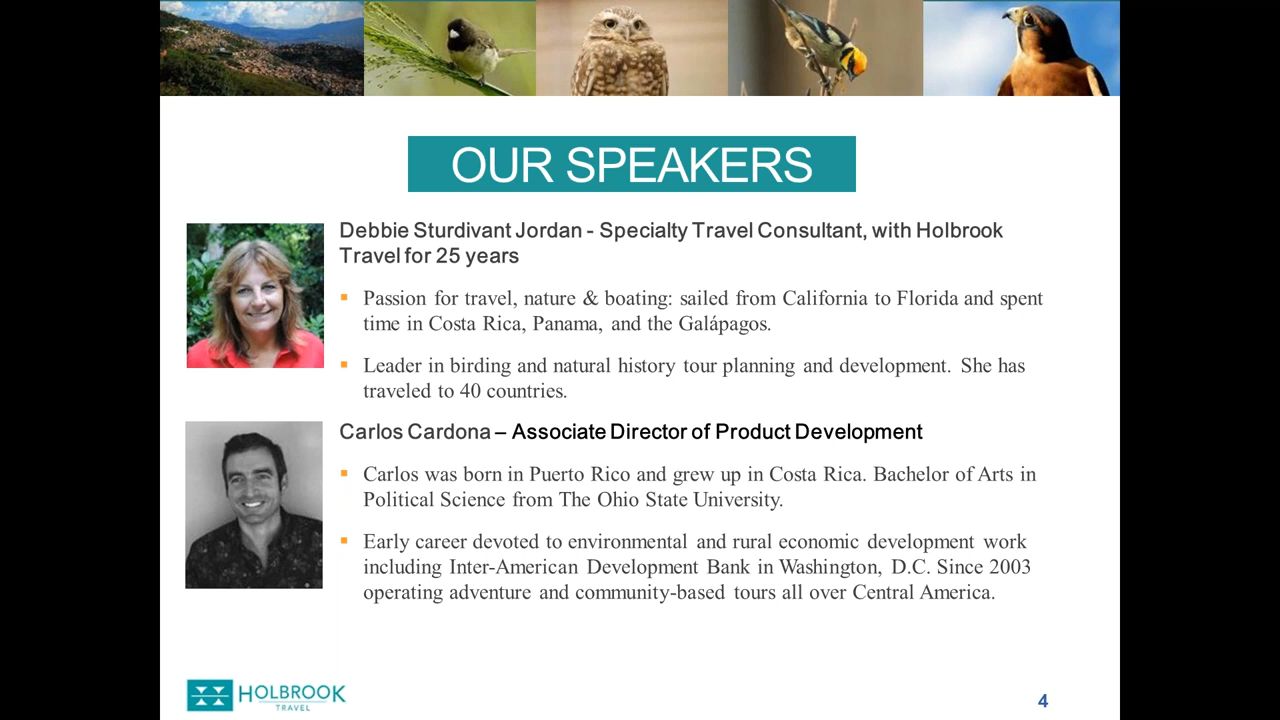 OUR SPEAKERS
Debbie Sturdivant Jordan - Specialty Travel Consultant, with Holbrook
Travel for 25 years
Passion for travel, nature & boating: sailed from California to Florida and spent
time in Costa Rica, Panama, and the Galápagos.
Leader in birding and natural history tour planning and development. She has
traveled to 40 countries.
Carlos Cardona – Associate Director of Product Development
Carlos was born in Puerto Rico and grew up in Costa Rica. Bachelor of Arts in
Political Science from The Ohio State University.
Early career devoted to environmental and rural economic development work
including Inter-American Development Bank in Washington, D.C. Since 2003
operating adventure and community-based tours all over Central America.
HOLBROOK
TRAVEL
4